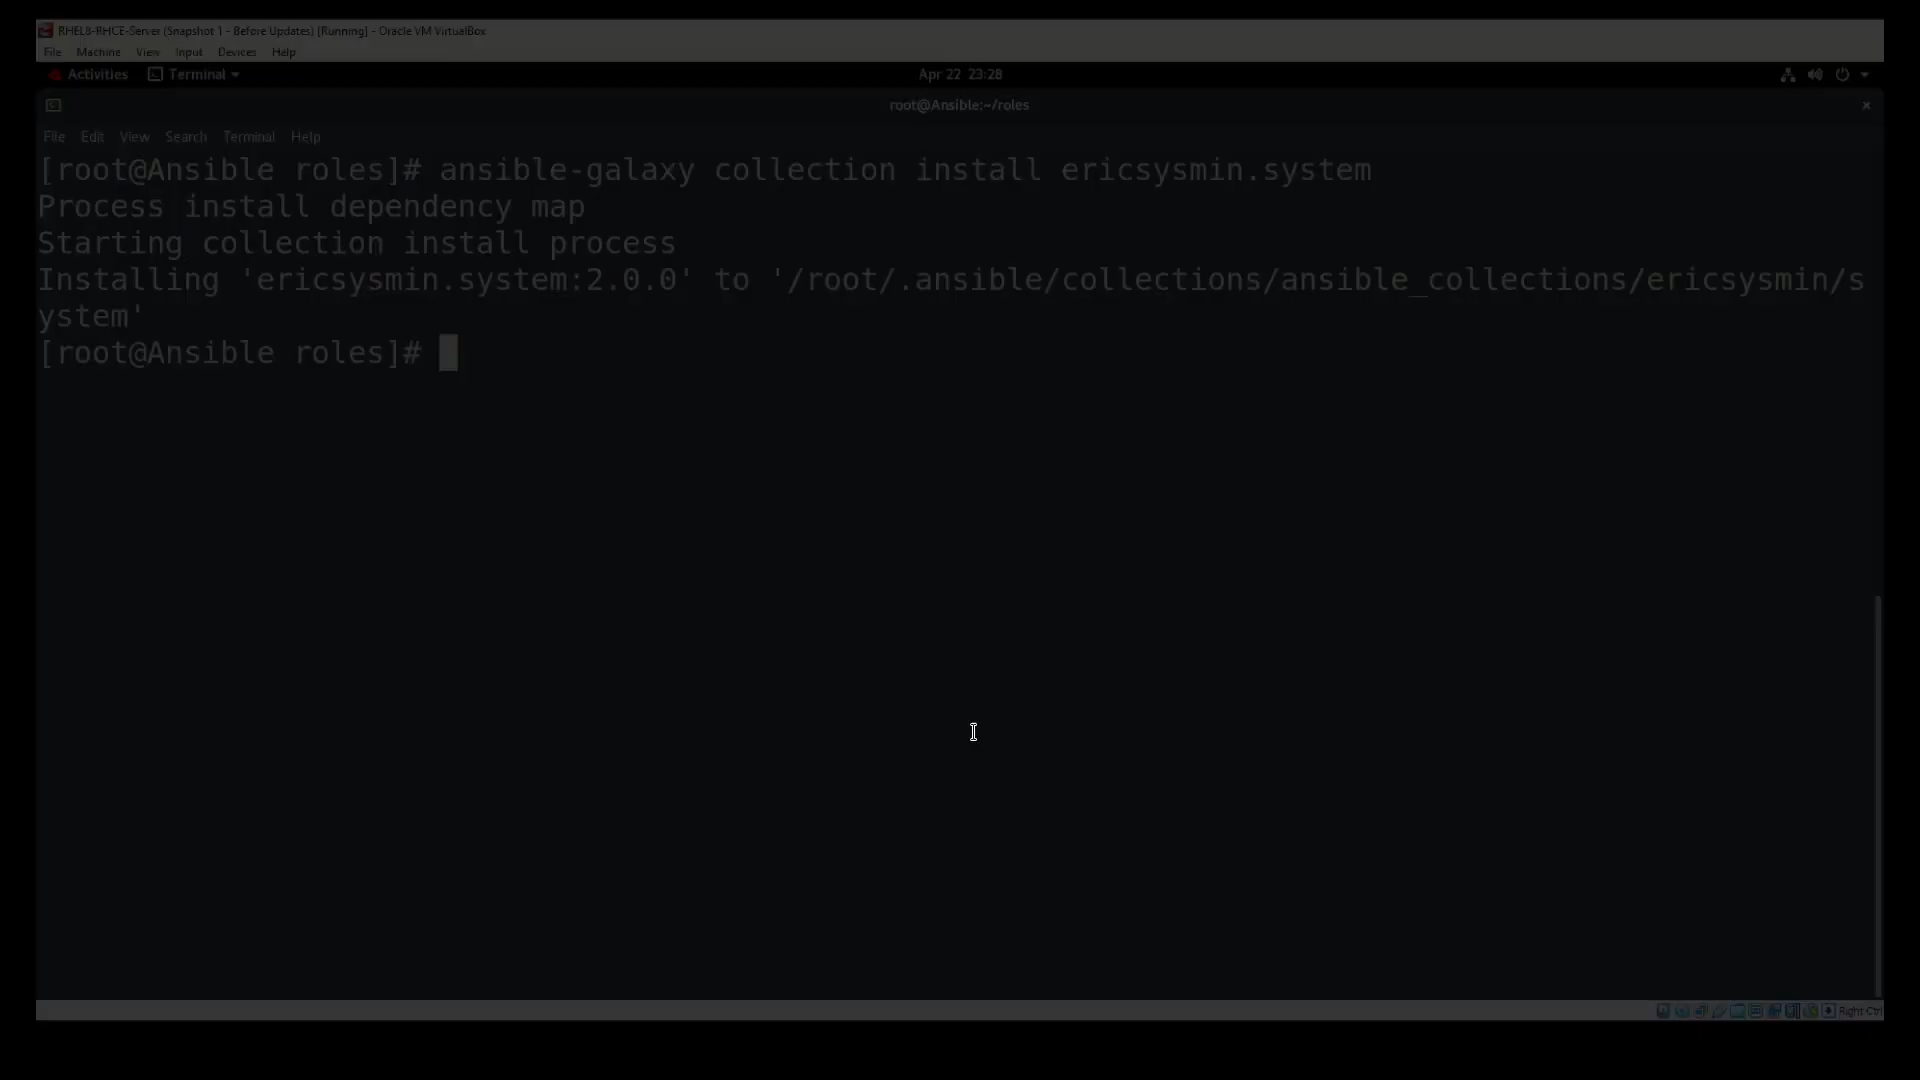 RHEL8-RHCE-Server (Snapshot 1 - Before Updates) [Running] - Oracle VM VirtualBox
File Machine View Input Devices Help
Activities Terminal Apr 22 23:28
root@Ansible:~/roles
File Edit View Search Terminal Help
[root@Ansible roles]# ansible-galaxy collection install ericsysmin.system
Process install dependency map
Starting collection install process
Installing 'ericsysmin.system:2.0.0' to '/root/.ansible/collections/ansible_collections/ericsysmin/s
ystem'
[root@Ansible roles]#
Right Ctrl